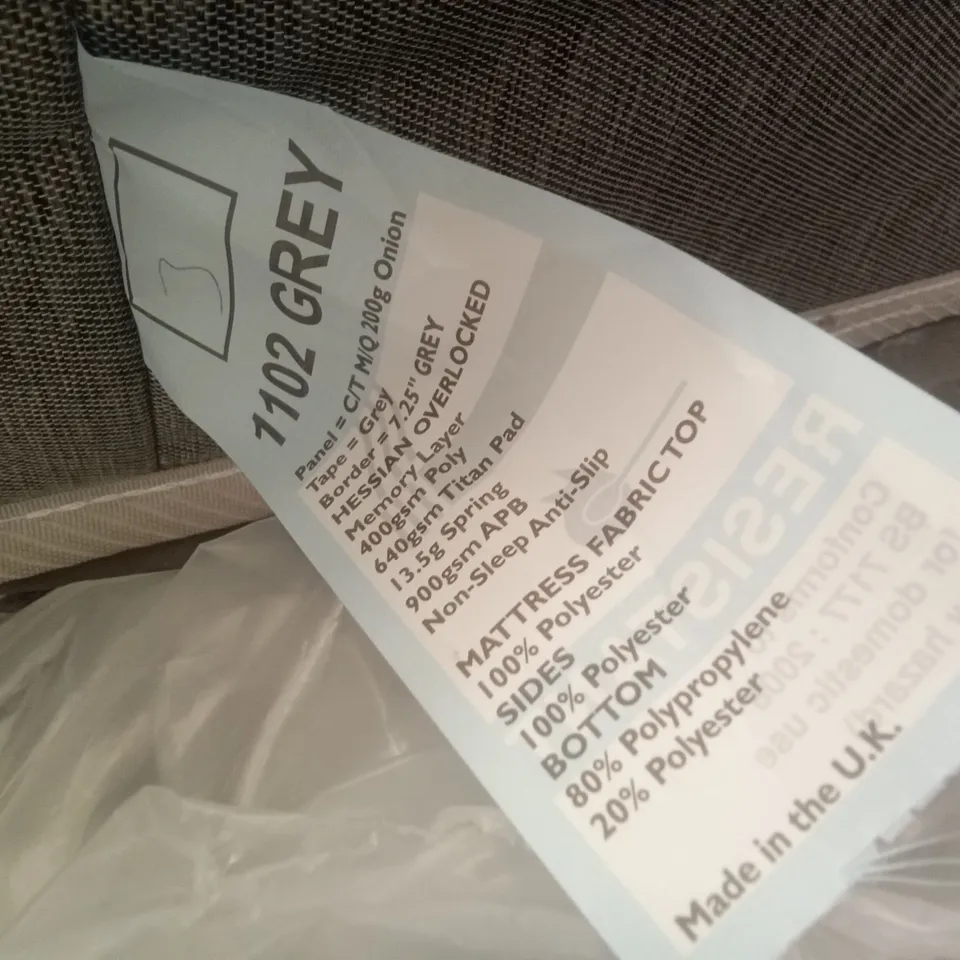 3
1102 GREY
Panel = C/T M/Q 200g Onion
Tape = Grey
Border = 7.25" GREY
HESSIAN OVERLOCKED
Memory Layer
400gsm Poly
640gsm Titan Pad
13.5g Spring
900gsm APB
Non-Sleep Anti-Slip
MATTRESS FABRIC TOP
100% Polyester
SIDES
100% Polyester
BOTTOM
80% Polypropylene
20% Polyester
Made in the U.K.